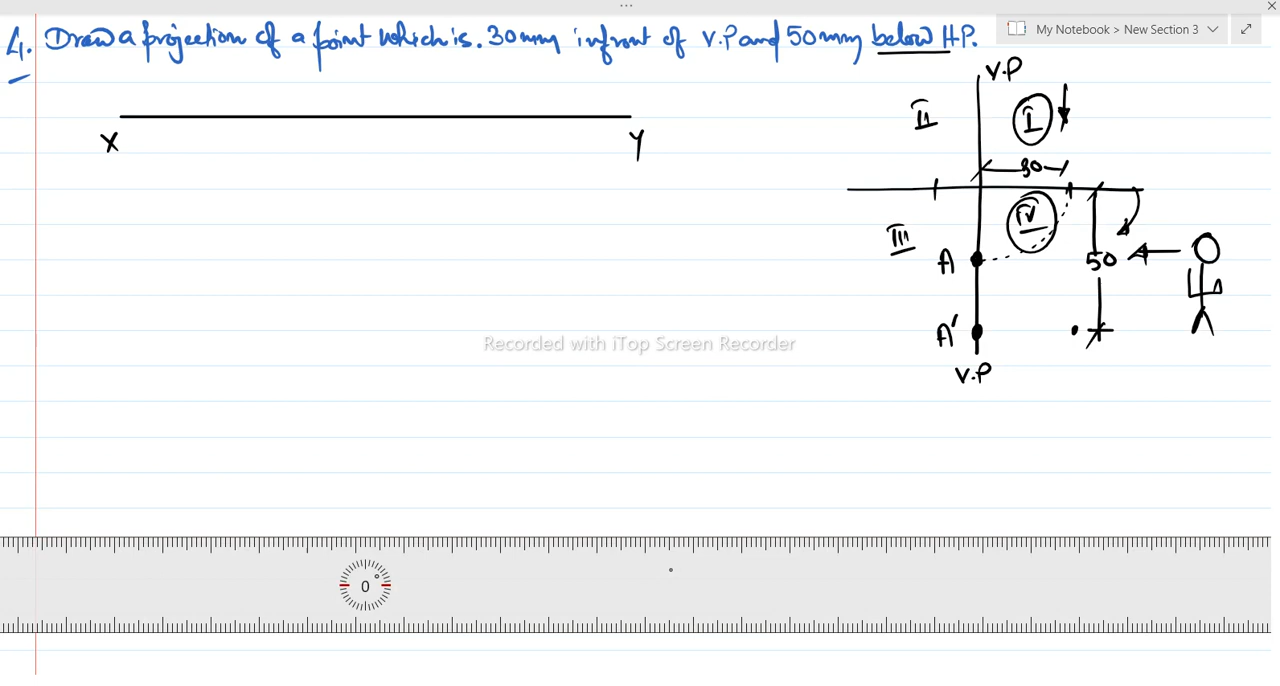 4. Draw a projection of a point which is. 30mm infront of V.P and 50mm below H.P.
My Notebook > New Section 3
V.P
II
I
30
X
Y
IV
III
A
50
A'
Recorded with iTop Screen Recorder
V.P
0°